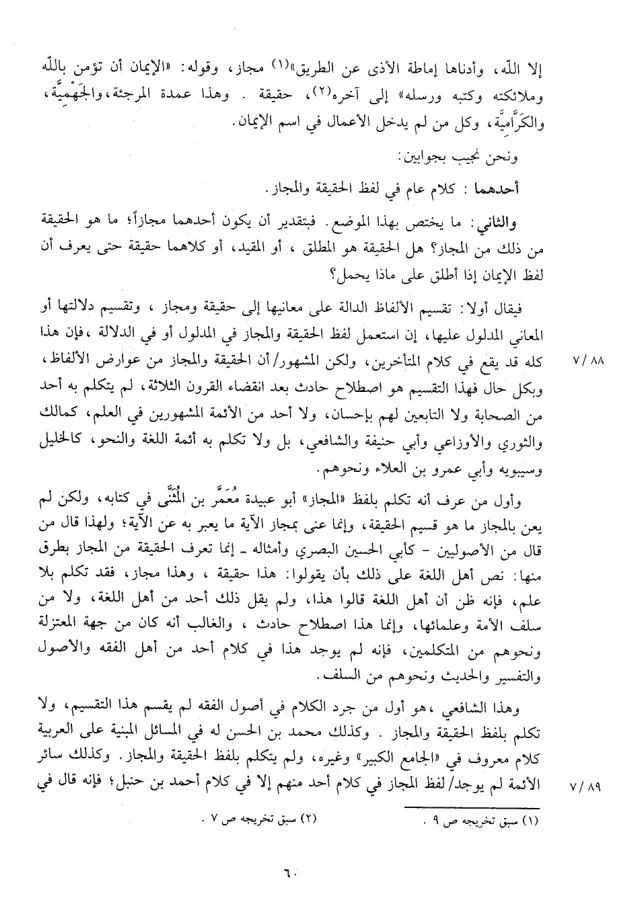 إلا الله، وأدناها إماطة الأذى عن الطريق»(١) مجاز، وقوله: «الإيمان أن تؤمن بالله
وملائكته وكتبه ورسله» إلى آخره(٢)، حقيقة . وهذا عمدة المرجئة،والجَهْمِيَّة،
والكَرَّامِيَّة، وكل من لم يدخل الأعمال في اسم الإيمان.
ونحن نجيب بجوابين:
أحدهما : كلام عام في لفظ الحقيقة والمجاز.
والثاني: ما يختص بهذا الموضع. فبتقدير أن يكون أحدهما مجازاً؛ ما هو الحقيقة
من ذلك من المجاز؟ هل الحقيقة هو المطلق ، أو المقيد، أو كلاهما حقيقة حتى يعرف أن
لفظ الإيمان إذا أطلق على ماذا يحمل؟
فيقال أولا: تقسيم الألفاظ الدالة على معانيها إلى حقيقة ومجاز ، وتقسيم دلالتها أو
المعاني المدلول عليها، إن استعمل لفظ الحقيقة والمجاز في المدلول أو في الدلالة ،فإن هذا
كله قد يقع في كلام المتأخرين، ولكن المشهور/ أن الحقيقة والمجاز من عوارض الألفاظ، ٧/٨٨
وبكل حال فهذا التقسيم هو اصطلاح حادث بعد انقضاء القرون الثلاثة، لم يتكلم به أحد
من الصحابة ولا التابعين لهم بإحسان، ولا أحد من الأئمة المشهورين في العلم، كمالك
والثوري والأوزاعي وأبي حنيفة والشافعي، بل ولا تكلم به أئمة اللغة والنحو، كالخليل
وسيبويه وأبي عمرو بن العلاء ونحوهم.
وأول من عرف أنه تكلم بلفظ «المجاز» أبو عبيدة مُعَمَّر بن المُثَنَّى في كتابه، ولكن لم
يعن بالمجاز ما هو قسيم الحقيقة، وإنما عنى بمجاز الآية ما يعبر به عن الآية؛ ولهذا قال من
قال من الأصوليين - كأبي الحسين البصري وأمثاله ـ إنما تعرف الحقيقة من المجاز بطرق
منها: نص أهل اللغة على ذلك بأن يقولوا: هذا حقيقة ، وهذا مجاز، فقد تكلم بلا
علم، فإنه ظن أن أهل اللغة قالوا هذا، ولم يقل ذلك أحد من أهل اللغة، ولا من
سلف الأمة وعلمائها، وإنما هذا اصطلاح حادث ، والغالب أنه كان من جهة المعتزلة
ونحوهم من المتكلمين، فإنه لم يوجد هذا في كلام أحد من أهل الفقه والأصول
والتفسير والحديث ونحوهم من السلف.
وهذا الشافعي ،هو أول من جرد الكلام في أصول الفقه لم يقسم هذا التقسيم، ولا
تكلم بلفظ الحقيقة والمجاز . وكذلك محمد بن الحسن له في المسائل المبنية على العربية
كلام معروف في «الجامع الكبير» وغيره، ولم يتكلم بلفظ الحقيقة والمجاز. وكذلك سائر
الأئمة لم يوجد/ لفظ المجاز في كلام أحد منهم إلا في كلام أحمد بن حنبل؛ فإنه قال في ٧/٨٩
(١) سبق تخريجه ص ٩ . (٢) سبق تخريجه ص ٧ .
٦٠